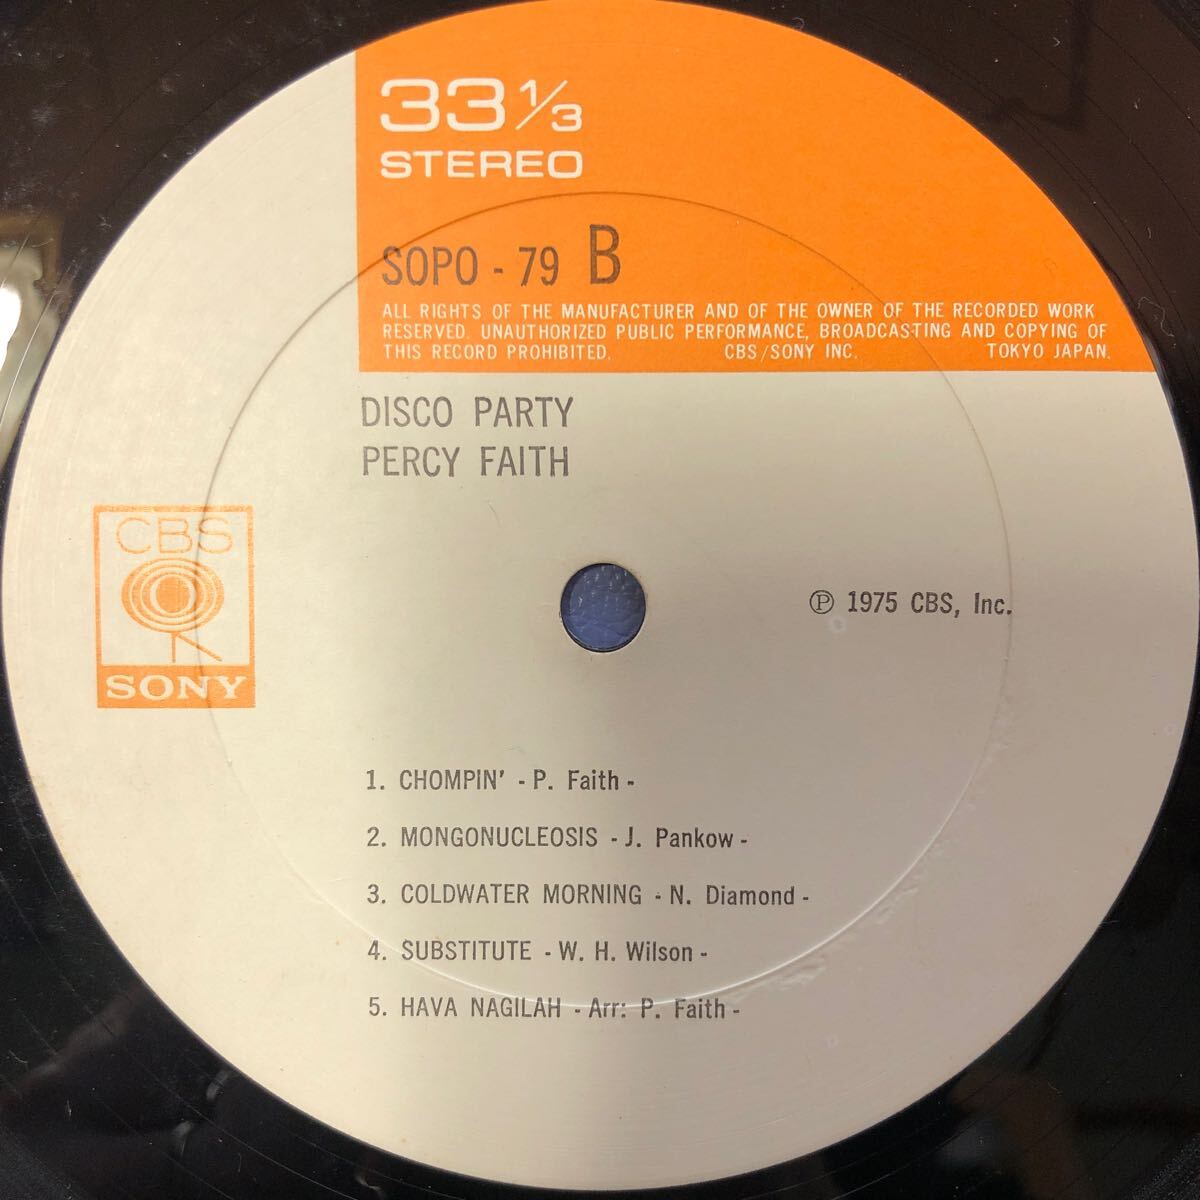 33 1/3
STEREO
SOPO - 79 B
ALL RIGHTS OF THE MANUFACTURER AND OF THE OWNER OF THE RECORDED WORK
RESERVED. UNAUTHORIZED PUBLIC PERFORMANCE, BROADCASTING AND COPYING OF
THIS RECORD PROHIBITED. CBS/SONY INC. TOKYO JAPAN.
DISCO PARTY
PERCY FAITH
CBS
SONY
℗ 1975 CBS, Inc.
1. CHOMPIN' - P. Faith -
2. MONGONUCLEOSIS - J. Pankow -
3. COLDWATER MORNING - N. Diamond -
4. SUBSTITUTE - W. H. Wilson -
5. HAVA NAGILAH - Arr: P. Faith -